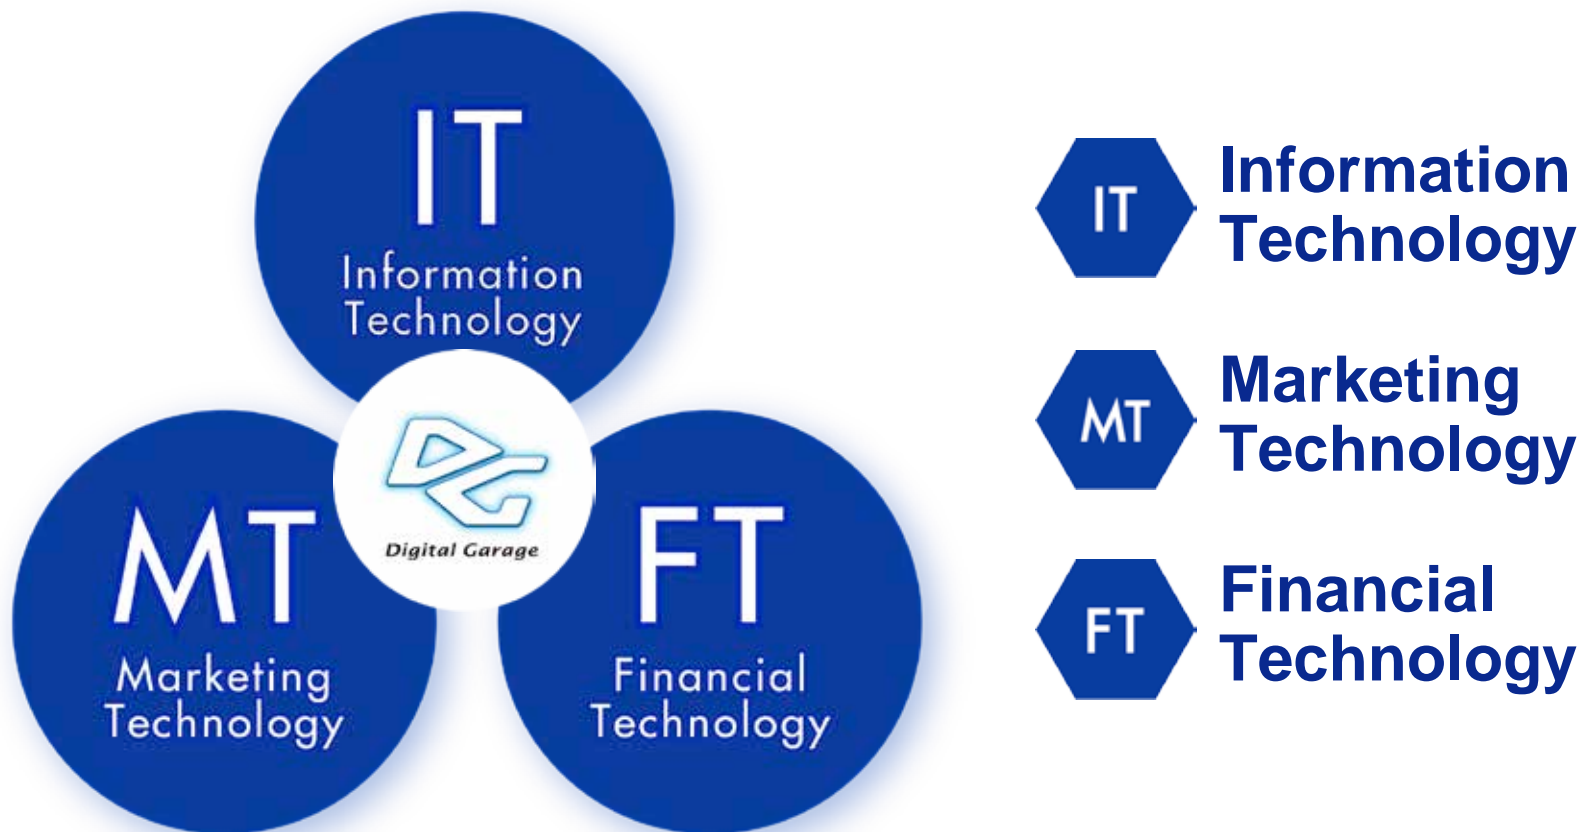 IT
Information
Technology
MT
Marketing
Technology
DG
Digital Garage
FT
Financial
Technology
IT
Information
Technology
MT
Marketing
Technology
FT
Financial
Technology